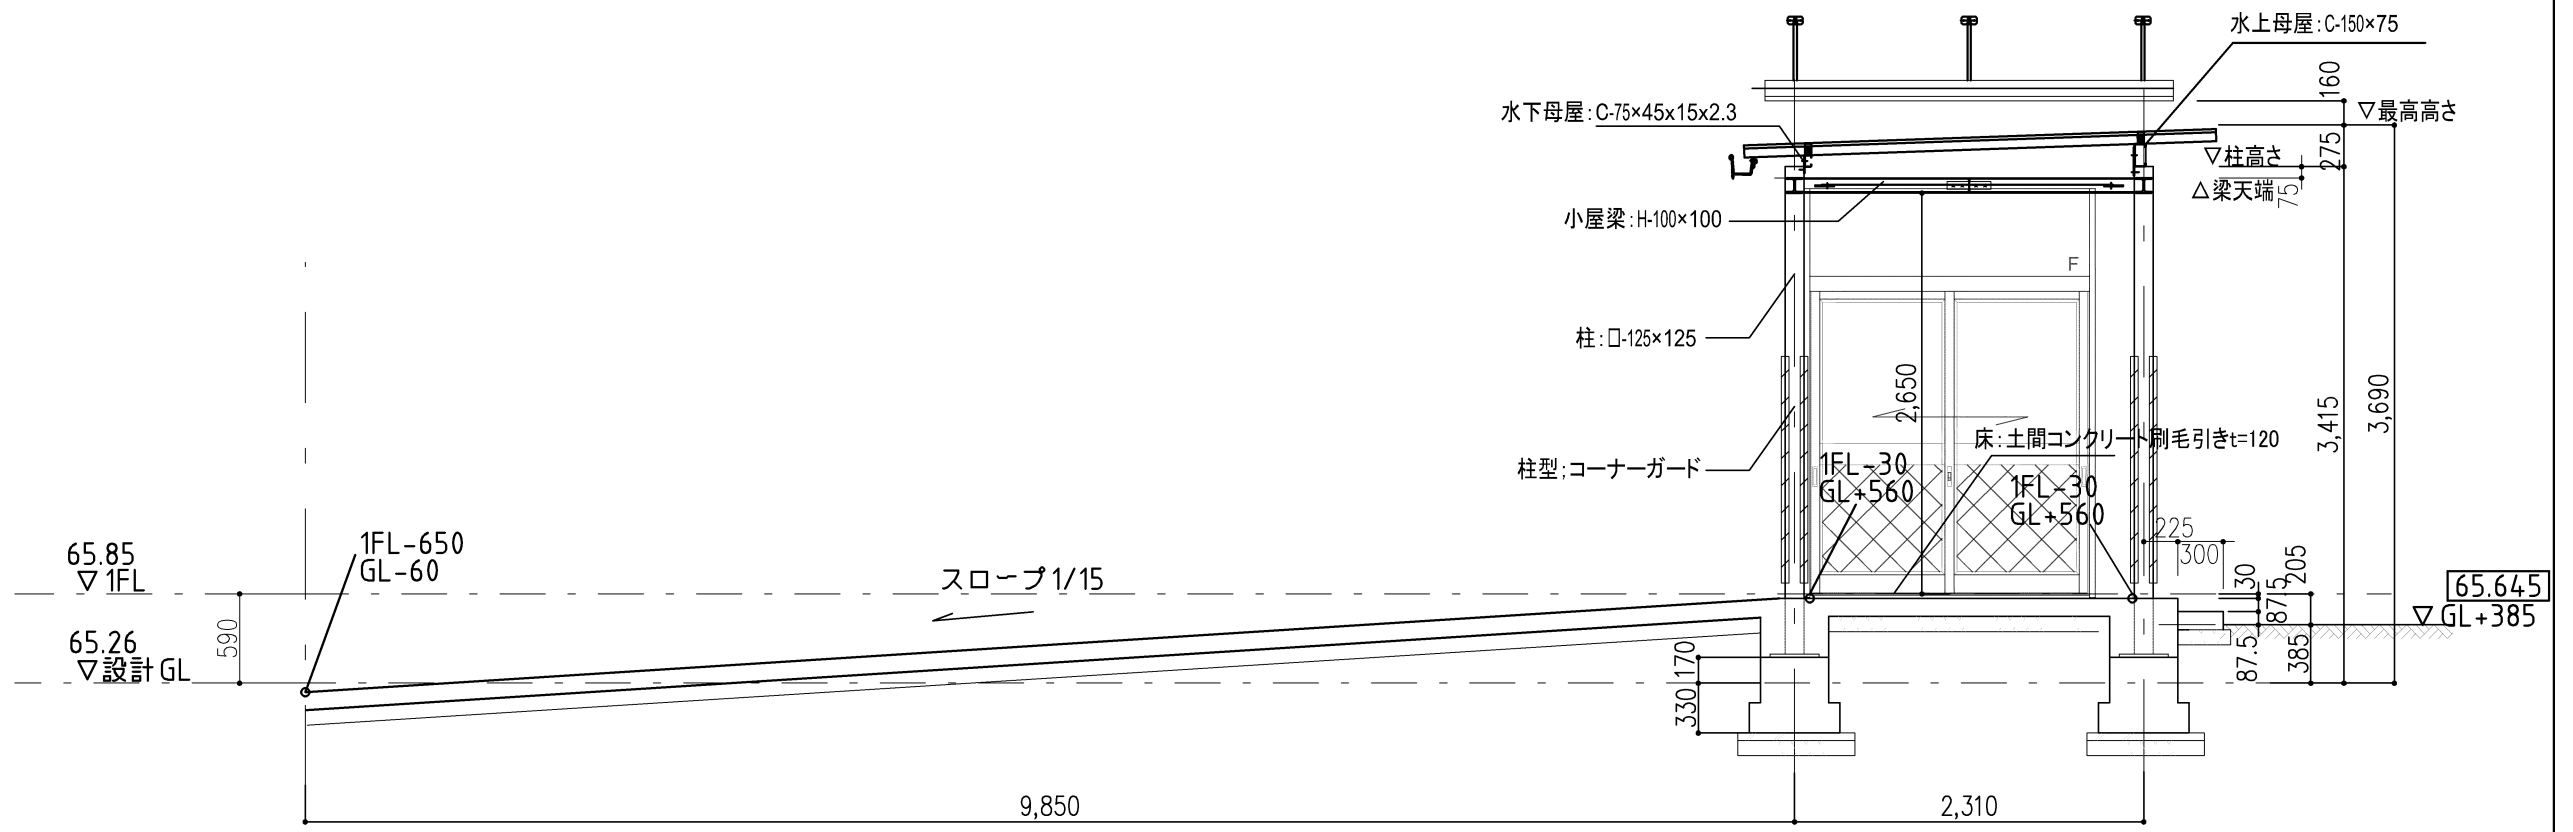 水上母屋:C-150×75
160
▽最高高さ
水下母屋:C-75×45x15x2.3
275
▽柱高さ
△梁天端
75
小屋梁:H-100×100
F
柱:□-125×125
2,650
3,415
3,690
床:土間コンクリート刷毛引きt=120
柱型;コーナーガード
1FL-30
GL+560
1FL-30
GL+560
225
300
1FL-650
GL-60
65.85
▽1FL
スロープ 1/15
30
87.5
205
65.645
▽GL+385
590
65.26
▽設計GL
170
330
87.5
385
9,850
2,310